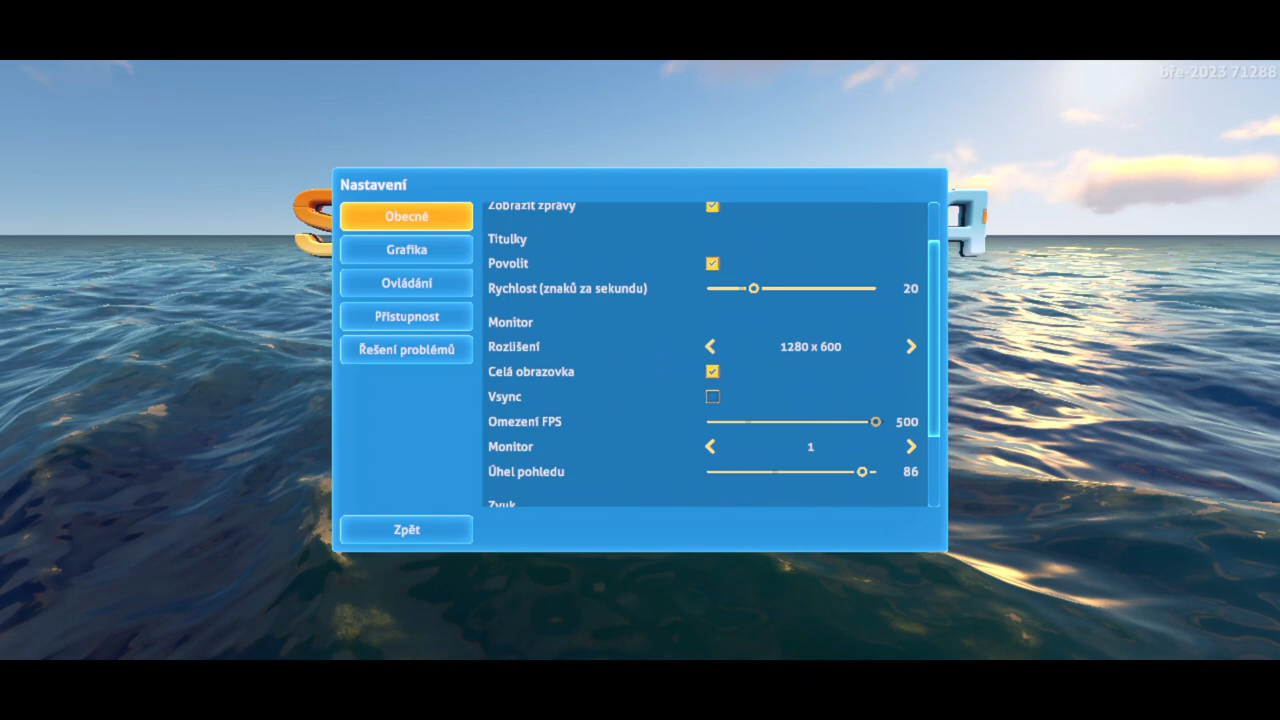 bře-2023 71288
Nastavení
Obecné
Grafika
Ovládání
Přístupnost
Řešení problémů
Zpět
Zobrazit zprávy
Titulky
Povolit
Rychlost (znaků za sekundu) 20
Monitor
Rozlišení 1280 x 600
Celá obrazovka
Vsync
Omezení FPS 500
Monitor 1
Úhel pohledu 86
Zvuk